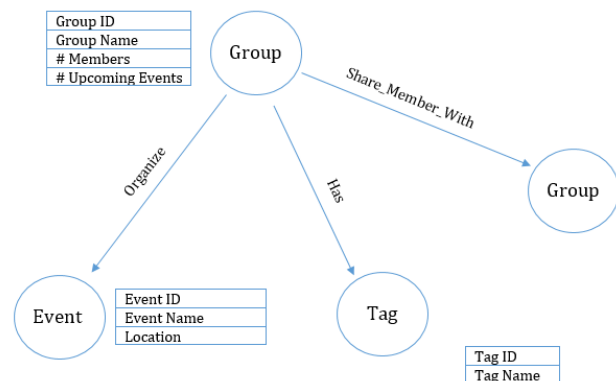 Group ID
Group Name
# Members
# Upcoming Events
Group
Share_Member_With
Organize
Has
Group
Event
Event ID
Event Name
Location
Tag
Tag ID
Tag Name